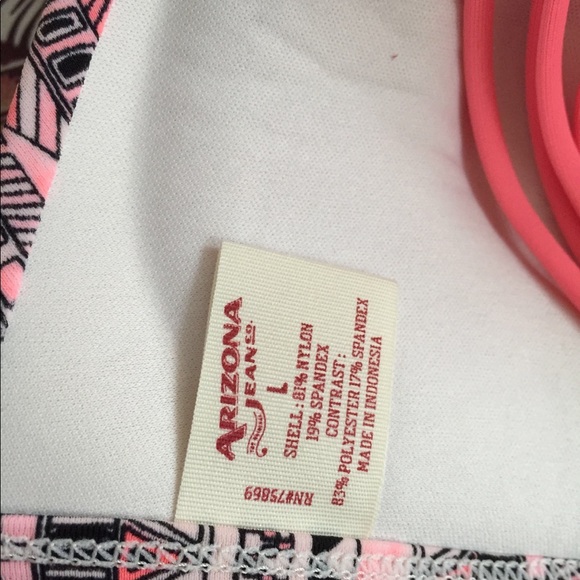 ARIZONA
JEAN CO.
L
SHELL: 81% NYLON
19% SPANDEX
CONTRAST:
83% POLYESTER 17% SPANDEX
MADE IN INDONESIA
RN#75869